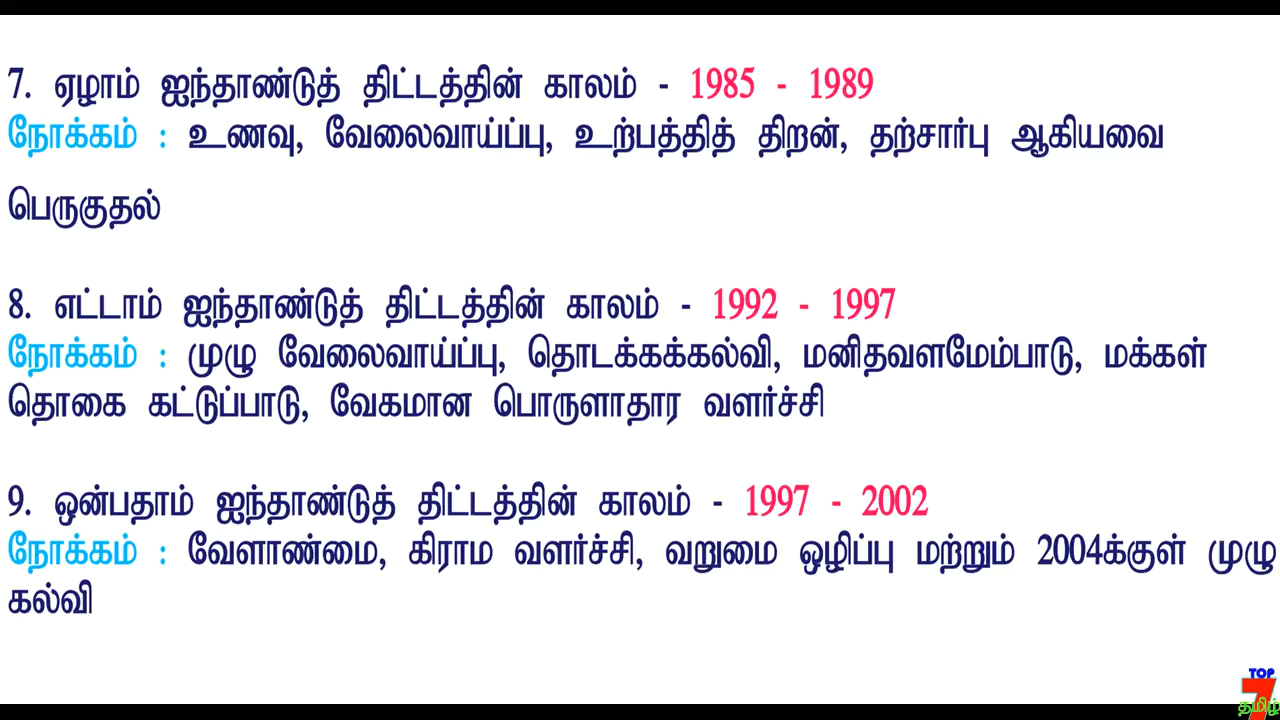 7. ஏழாம் ஐந்தாண்டுத் திட்டத்தின் காலம் - 1985 - 1989
நோக்கம் : உணவு, வேலைவாய்ப்பு, உற்பத்தித் திறன், தற்சார்பு ஆகியவை
பெருகுதல்
8. எட்டாம் ஐந்தாண்டுத் திட்டத்தின் காலம் - 1992 - 1997
நோக்கம் : முழு வேலைவாய்ப்பு, தொடக்கக்கல்வி, மனிதவளமேம்பாடு, மக்கள்
தொகை கட்டுப்பாடு, வேகமான பொருளாதார வளர்ச்சி
9. ஒன்பதாம் ஐந்தாண்டுத் திட்டத்தின் காலம் - 1997 - 2002
நோக்கம் : வேளாண்மை, கிராம வளர்ச்சி, வறுமை ஒழிப்பு மற்றும் 2004க்குள் முழு
கல்வி
TOP
7
தமிழ்